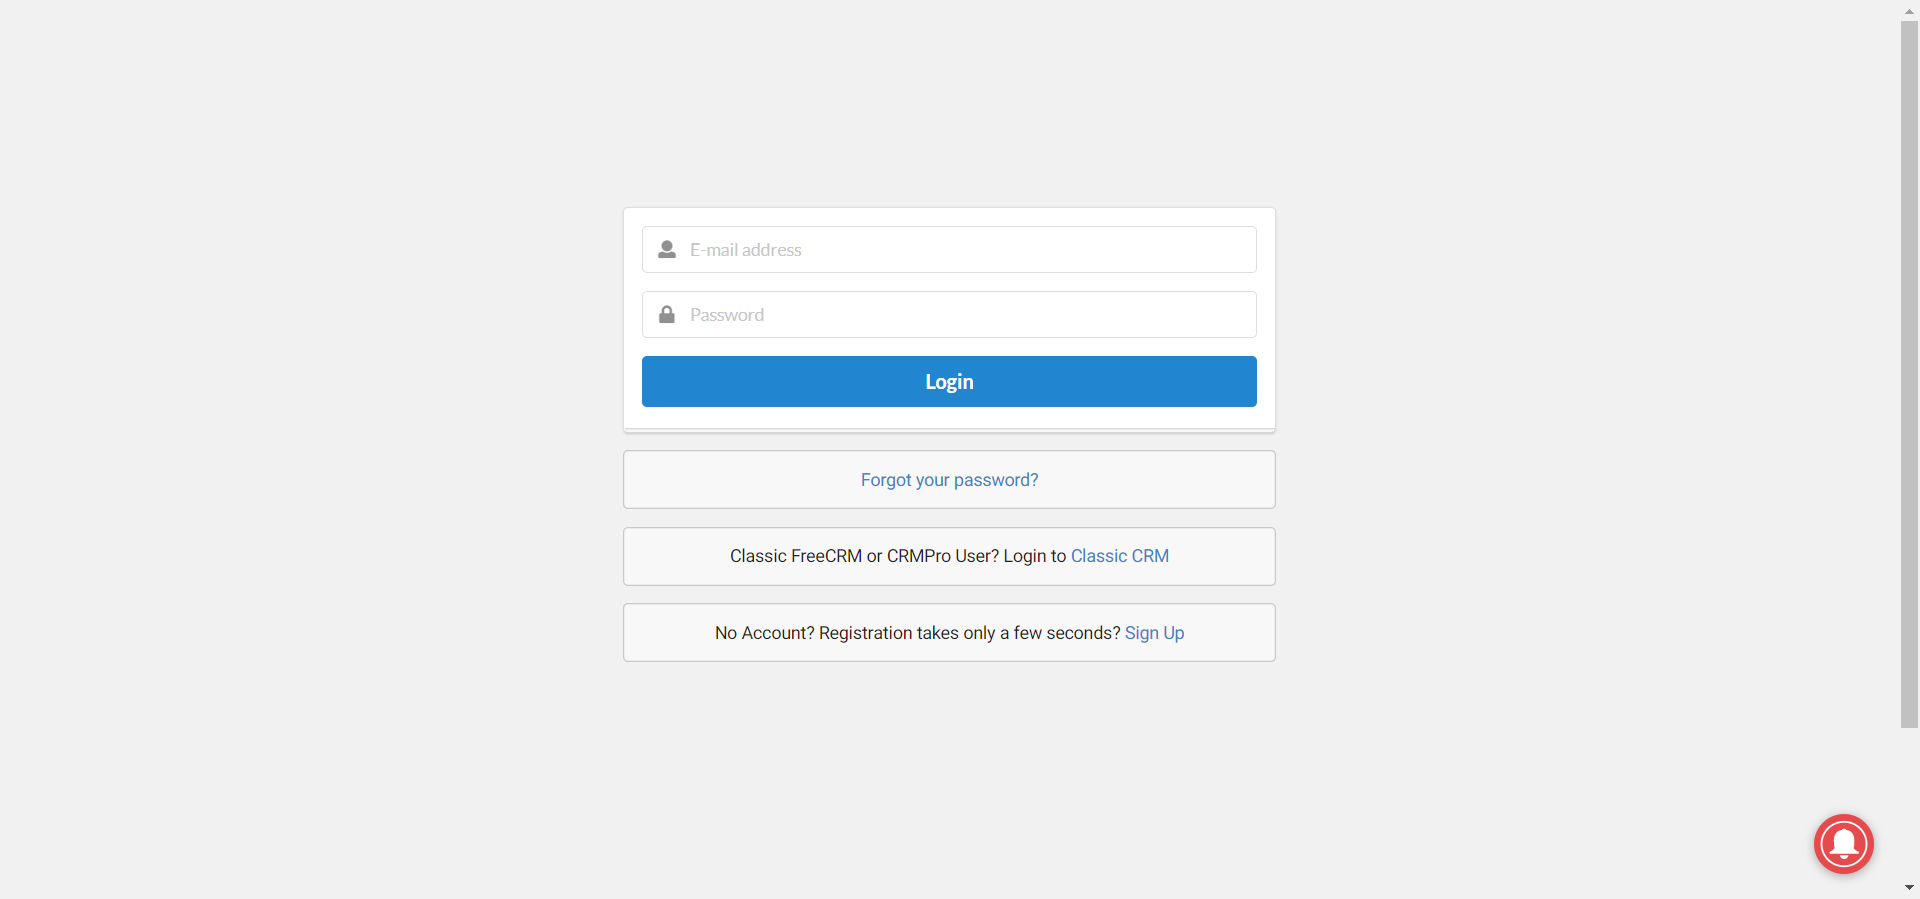 E-mail address
Password
Login
Forgot your password?
Classic FreeCRM or CRMPro User? Login to Classic CRM
No Account? Registration takes only a few seconds? Sign Up